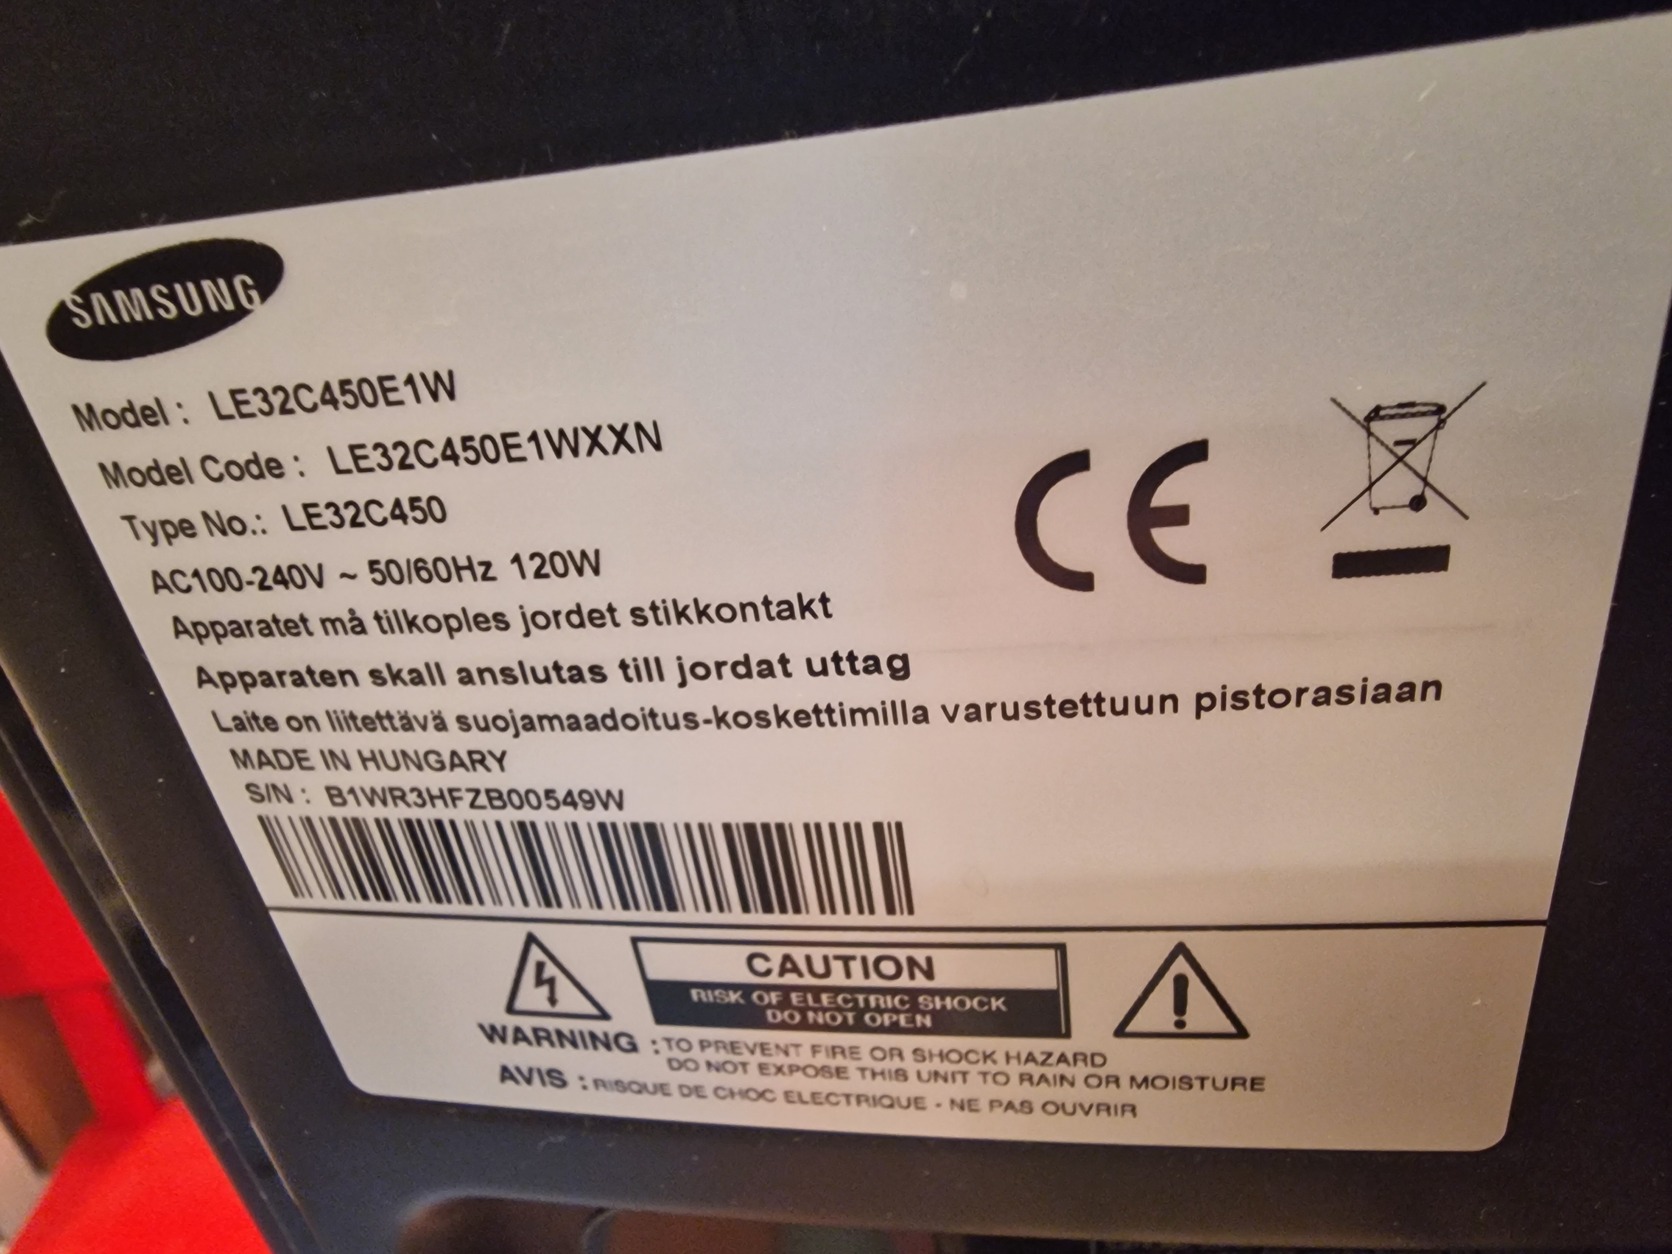 SAMSUNG
Model : LE32C450E1W
Model Code : LE32C450E1WXXN
Type No.: LE32C450
AC100-240V ~ 50/60Hz 120W
Apparatet må tilkoples jordet stikkontakt
Apparaten skall anslutas till jordat uttag
Laite on liitettävä suojamaadoitus-koskettimilla varustettuun pistorasiaan
MADE IN HUNGARY
S/N : B1WR3HFZB00549W
CE
CAUTION
RISK OF ELECTRIC SHOCK
DO NOT OPEN
WARNING : TO PREVENT FIRE OR SHOCK HAZARD
DO NOT EXPOSE THIS UNIT TO RAIN OR MOISTURE
AVIS : RISQUE DE CHOC ELECTRIQUE - NE PAS OUVRIR